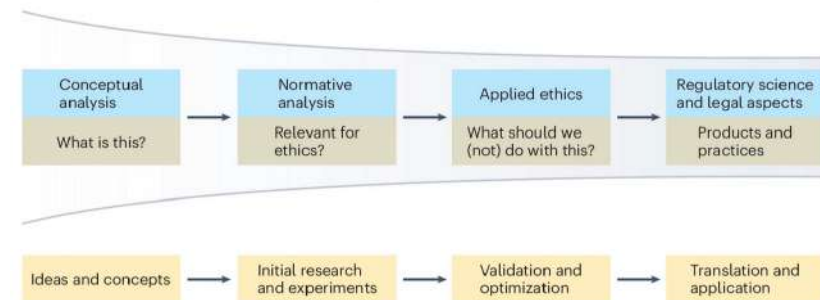 Conceptual
analysis
What is this?
Normative
analysis
Relevant for
ethics?
Applied ethics
What should we
(not) do with this?
Regulatory science
and legal aspects
Products and
practices
Ideas and concepts
Initial research
and experiments
Validation and
optimization
Translation and
application